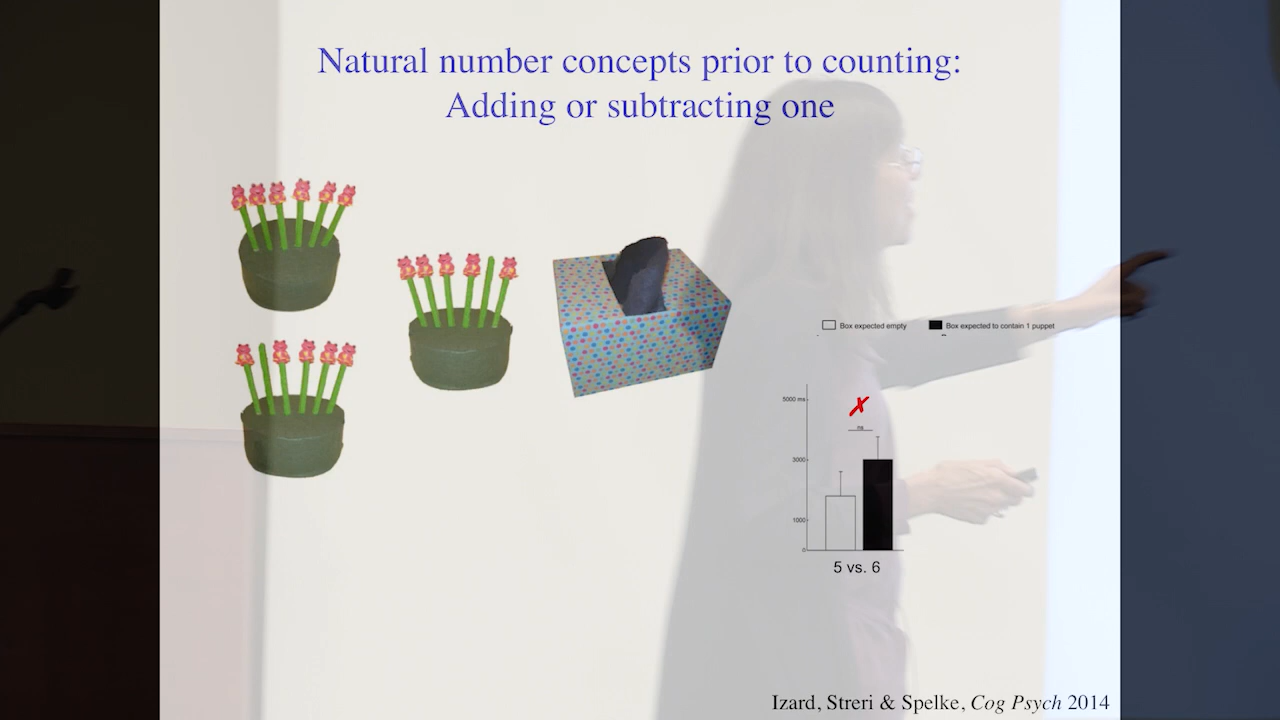 Natural number concepts prior to counting:
Adding or subtracting one
Box expected empty
Box expected to contain 1 puppet
5000 ms
✗
ns
3000
1000
0
5 vs. 6
Izard, Streri & Spelke, Cog Psych 2014